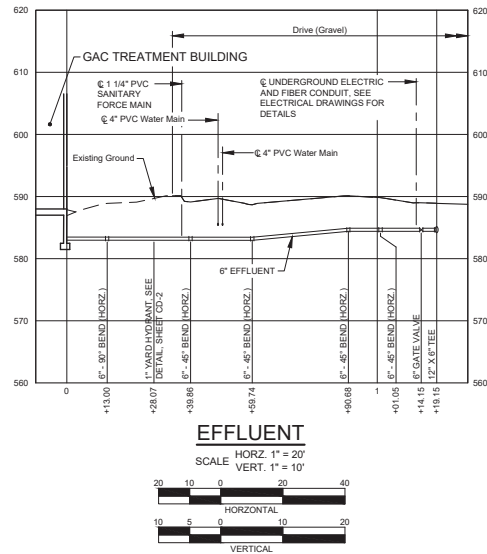 620
620
Drive (Gravel)
GAC TREATMENT BUILDING
610
610
℄ 1 1/4" PVC
SANITARY
FORCE MAIN
℄ UNDERGROUND ELECTRIC
AND FIBER CONDUIT, SEE
ELECTRICAL DRAWINGS FOR
DETAILS
℄ 4" PVC Water Main
600
600
℄ 4" PVC Water Main
Existing Ground
590
590
580
580
6" EFFLUENT
6" - 90° BEND (HORZ.)
1" YARD HYDRANT, SEE
DETAIL, SHEET CD-2
6" - 45° BEND (HORZ.)
6" - 45° BEND (HORZ.)
6" - 45° BEND (HORZ.)
6" - 45° BEND (HORZ.)
6" GATE VALVE
12" X 6" TEE
570
570
560
560
0
+13.00
+28.07
+39.86
+59.74
+90.68
1
+01.05
+14.15
+19.15
EFFLUENT
SCALE HORZ. 1" = 20'
VERT. 1" = 10'
20 10 0 20 40
HORZONTAL
10 5 0 10 20
VERTICAL